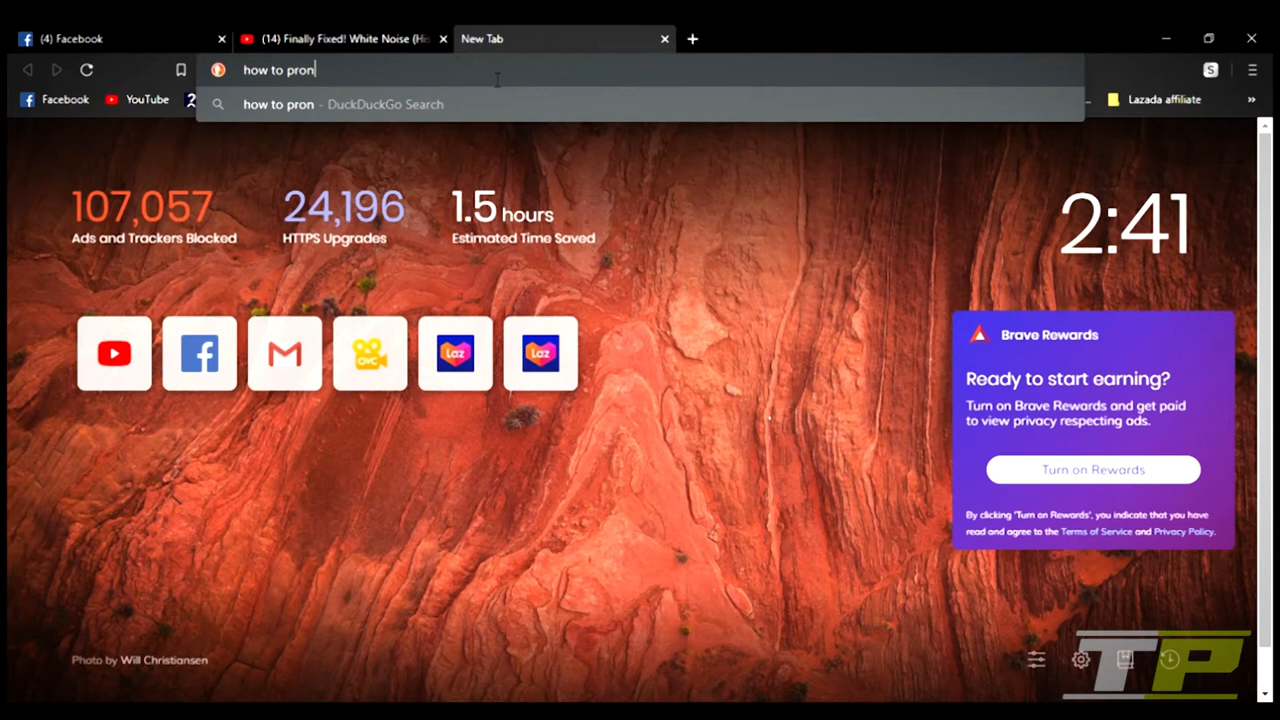 (4) Facebook
(14) Finally Fixed! White Noise (His
New Tab
how to pron
S
Facebook
YouTube
how to pron - DuckDuckGo Search
Lazada affiliate
107,057
Ads and Trackers Blocked
24,196
HTTPS Upgrades
1.5 hours
Estimated Time Saved
2:41
OVC
Laz
Laz
Brave Rewards
Ready to start earning?
Turn on Brave Rewards and get paid
to view privacy respecting ads.
Turn on Rewards
By clicking 'Turn on Rewards', you indicate that you have
read and agree to the Terms of Service and Privacy Policy.
Photo by Will Christiansen
TP